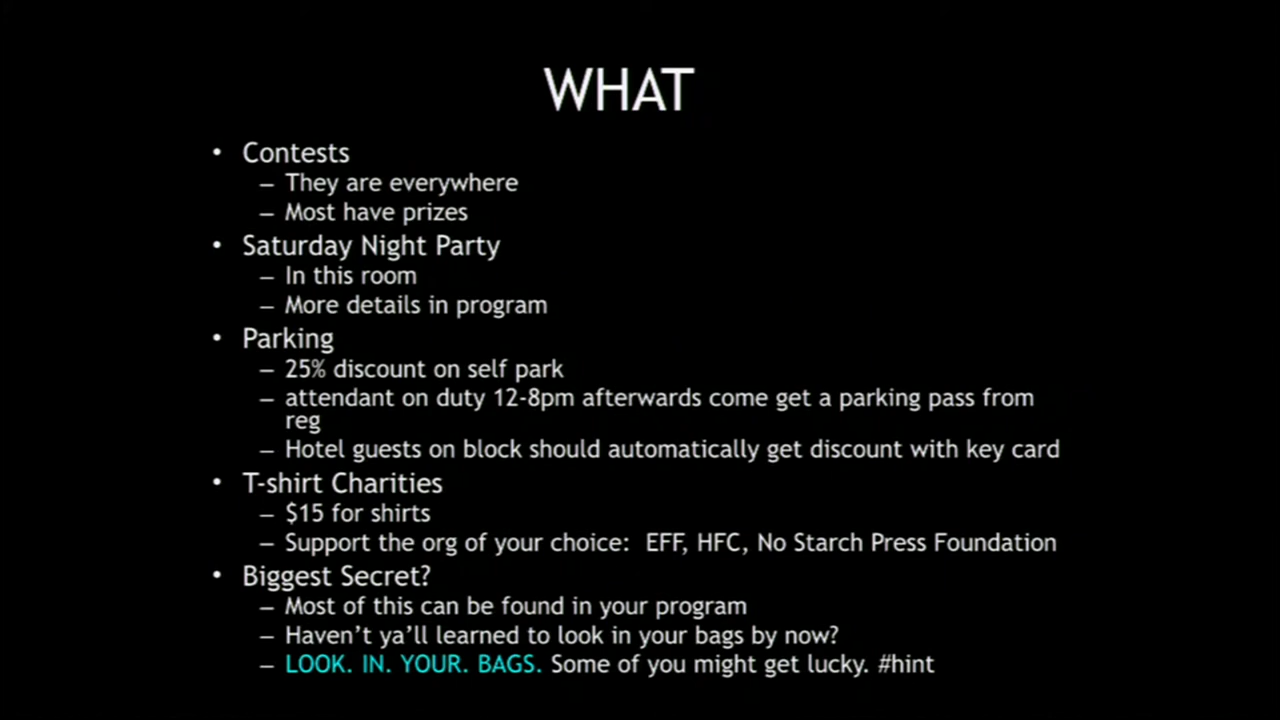 WHAT
• Contests
– They are everywhere
– Most have prizes
• Saturday Night Party
– In this room
– More details in program
• Parking
– 25% discount on self park
– attendant on duty 12-8pm afterwards come get a parking pass from
reg
– Hotel guests on block should automatically get discount with key card
• T-shirt Charities
– $15 for shirts
– Support the org of your choice:  EFF, HFC, No Starch Press Foundation
• Biggest Secret?
– Most of this can be found in your program
– Haven’t ya’ll learned to look in your bags by now?
– LOOK. IN. YOUR. BAGS. Some of you might get lucky. #hint